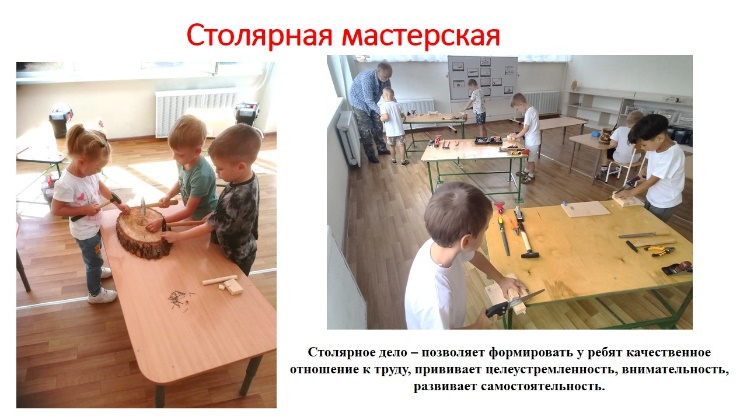 Столярная мастерская
Столярное дело – позволяет формировать у ребят качественное
отношение к труду, прививает целеустремленность, внимательность,
развивает самостоятельность.